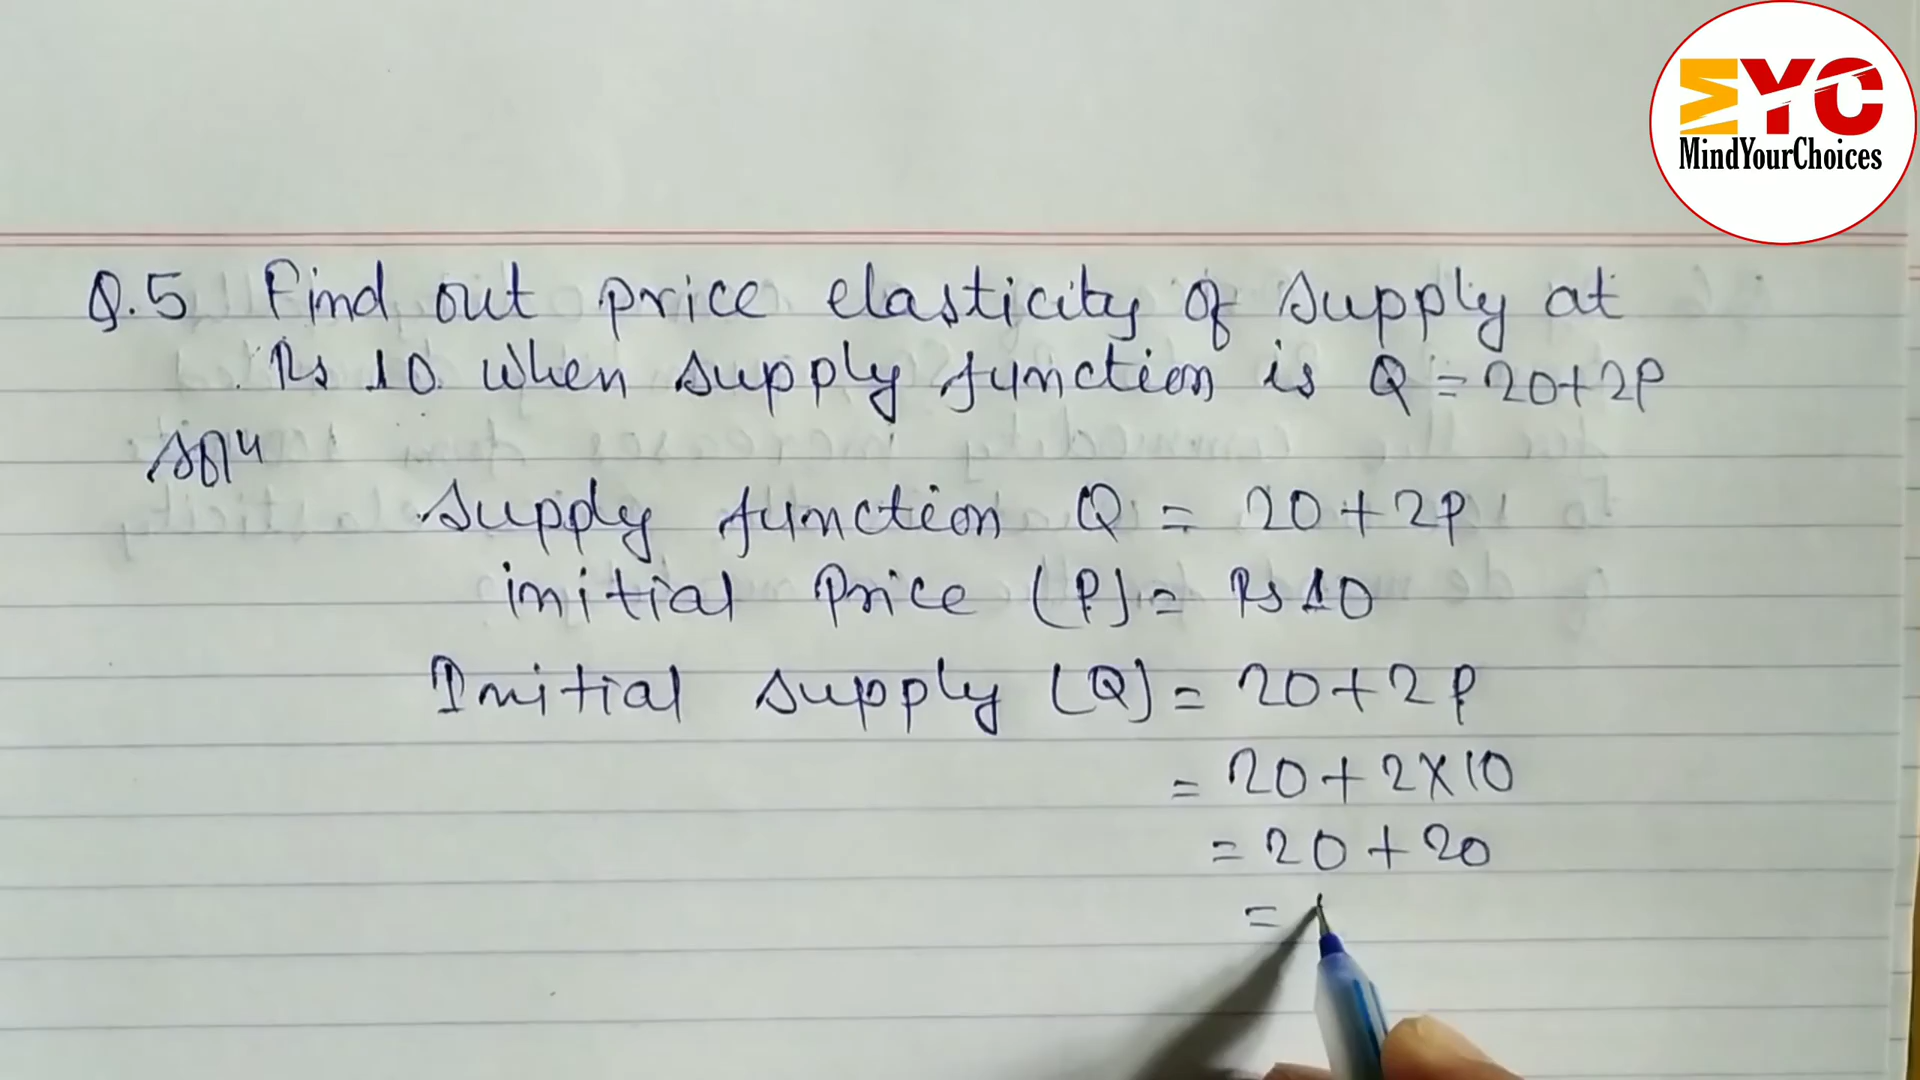 MYC
MindYourChoices
Q.5 Find out price elasticity of supply at
Rs 10 when supply function is Q = 20+2P
Solⁿ
Supply function Q = 20+2P
initial Price (P) = Rs 10
Initial supply (Q) = 20+2P
= 20+2×10
= 20+20
=